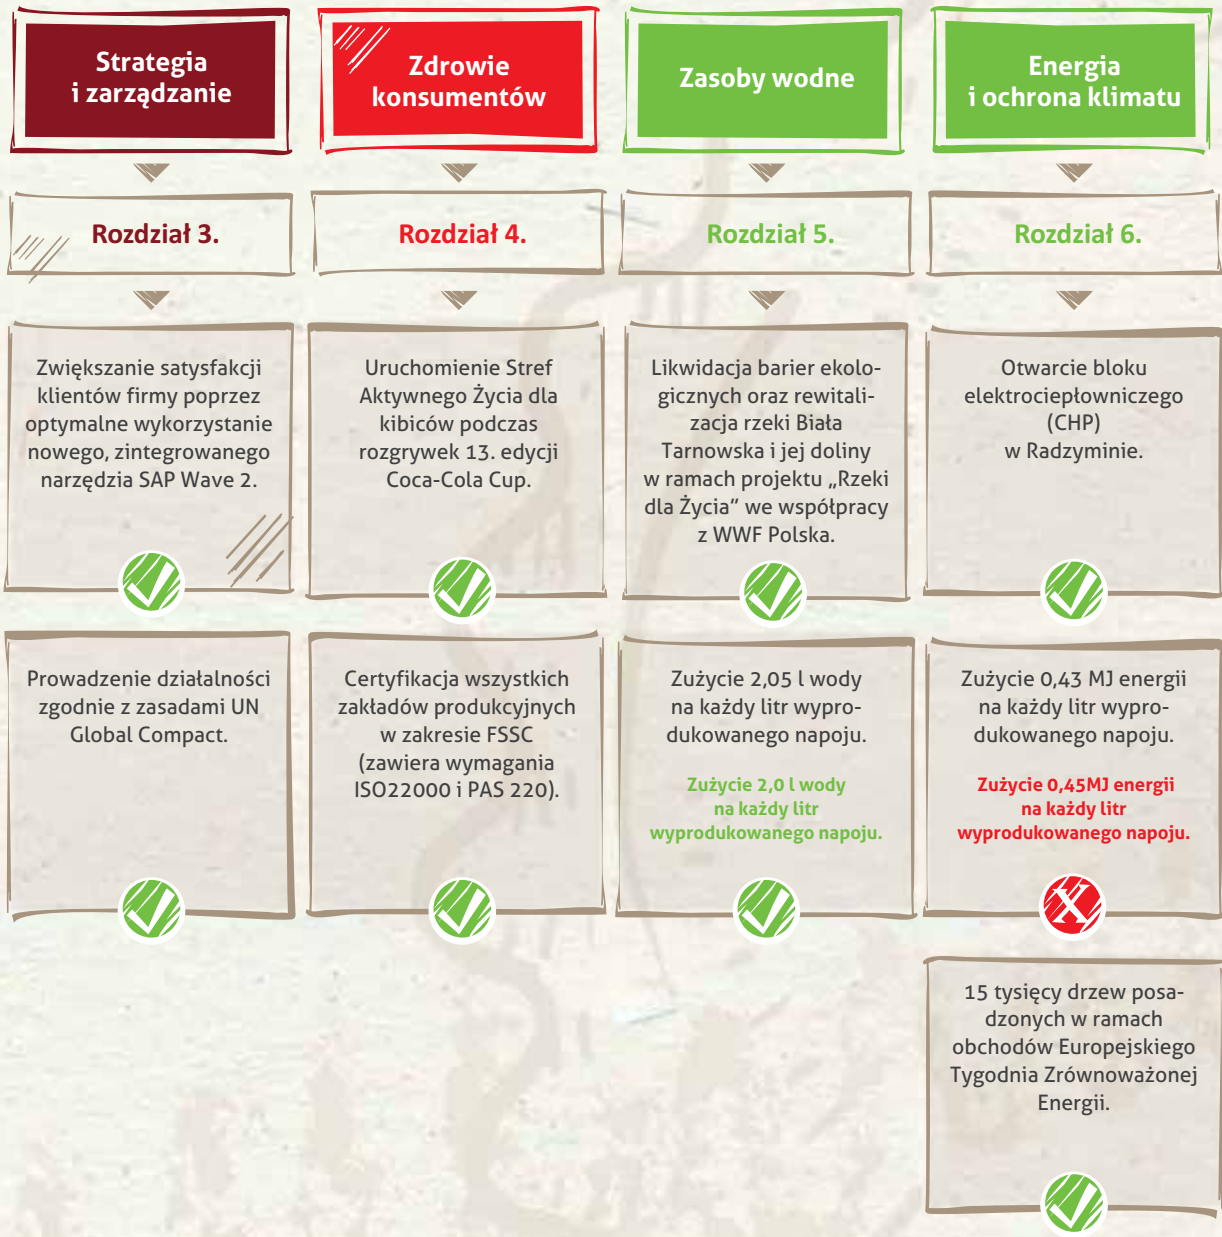 Strategia
i zarządzanie
Rozdział 3.
Zwiększanie satysfakcji
klientów firmy poprzez
optymalne wykorzystanie
nowego, zintegrowanego
narzędzia SAP Wave 2.
Prowadzenie działalności
zgodnie z zasadami UN
Global Compact.
Zdrowie
konsumentów
Rozdział 4.
Uruchomienie Stref
Aktywnego Życia dla
kibiców podczas
rozgrywek 13. edycji
Coca-Cola Cup.
Certyfikacja wszystkich
zakładów produkcyjnych
w zakresie FSSC
(zawiera wymagania
ISO22000 i PAS 220).
Zasoby wodne
Rozdział 5.
Likwidacja barier ekolo-
gicznych oraz rewitali-
zacja rzeki Biała
Tarnowska i jej doliny
w ramach projektu „Rzeki
dla Życia” we współpracy
z WWF Polska.
Zużycie 2,05 l wody
na każdy litr wypro-
dukowanego napoju.
Zużycie 2,0 l wody
na każdy litr
wyprodukowanego napoju.
Energia
i ochrona klimatu
Rozdział 6.
Otwarcie bloku
elektrociepłowniczego
(CHP)
w Radzyminie.
Zużycie 0,43 MJ energii
na każdy litr wypro-
dukowanego napoju.
Zużycie 0,45MJ energii
na każdy litr
wyprodukowanego napoju.
X
15 tysięcy drzew posa-
dzonych w ramach
obchodów Europejskiego
Tygodnia Zrównoważonej
Energii.